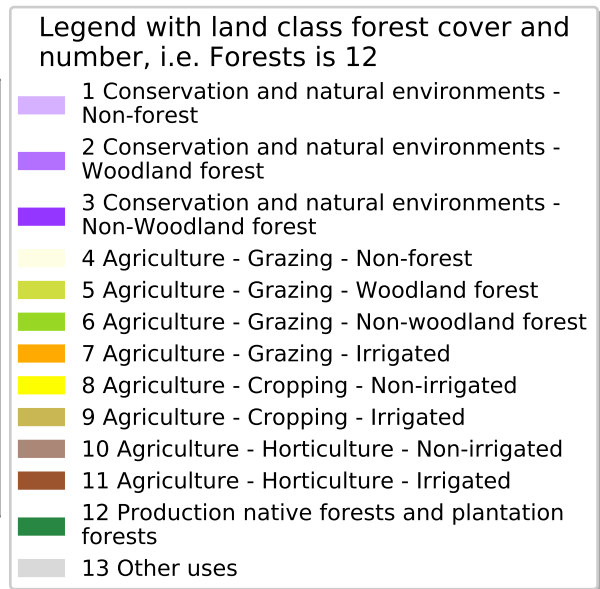 Legend with land class forest cover and
number, i.e. Forests is 12
1 Conservation and natural environments -
Non-forest
2 Conservation and natural environments -
Woodland forest
3 Conservation and natural environments -
Non-Woodland forest
4 Agriculture - Grazing - Non-forest
5 Agriculture - Grazing - Woodland forest
6 Agriculture - Grazing - Non-woodland forest
7 Agriculture - Grazing - Irrigated
8 Agriculture - Cropping - Non-irrigated
9 Agriculture - Cropping - Irrigated
10 Agriculture - Horticulture - Non-irrigated
11 Agriculture - Horticulture - Irrigated
12 Production native forests and plantation
forests
13 Other uses